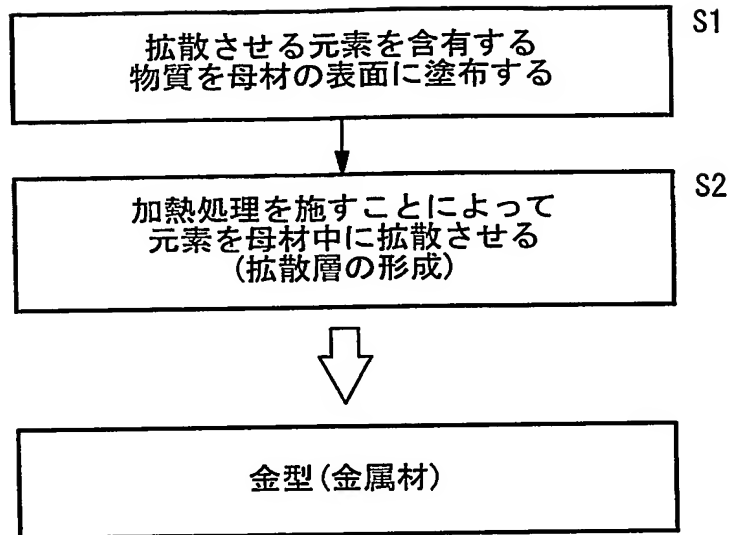 S1
拡散させる元素を含有する
物質を母材の表面に塗布する
S2
加熱処理を施すことによって
元素を母材中に拡散させる
(拡散層の形成)
金型(金属材)